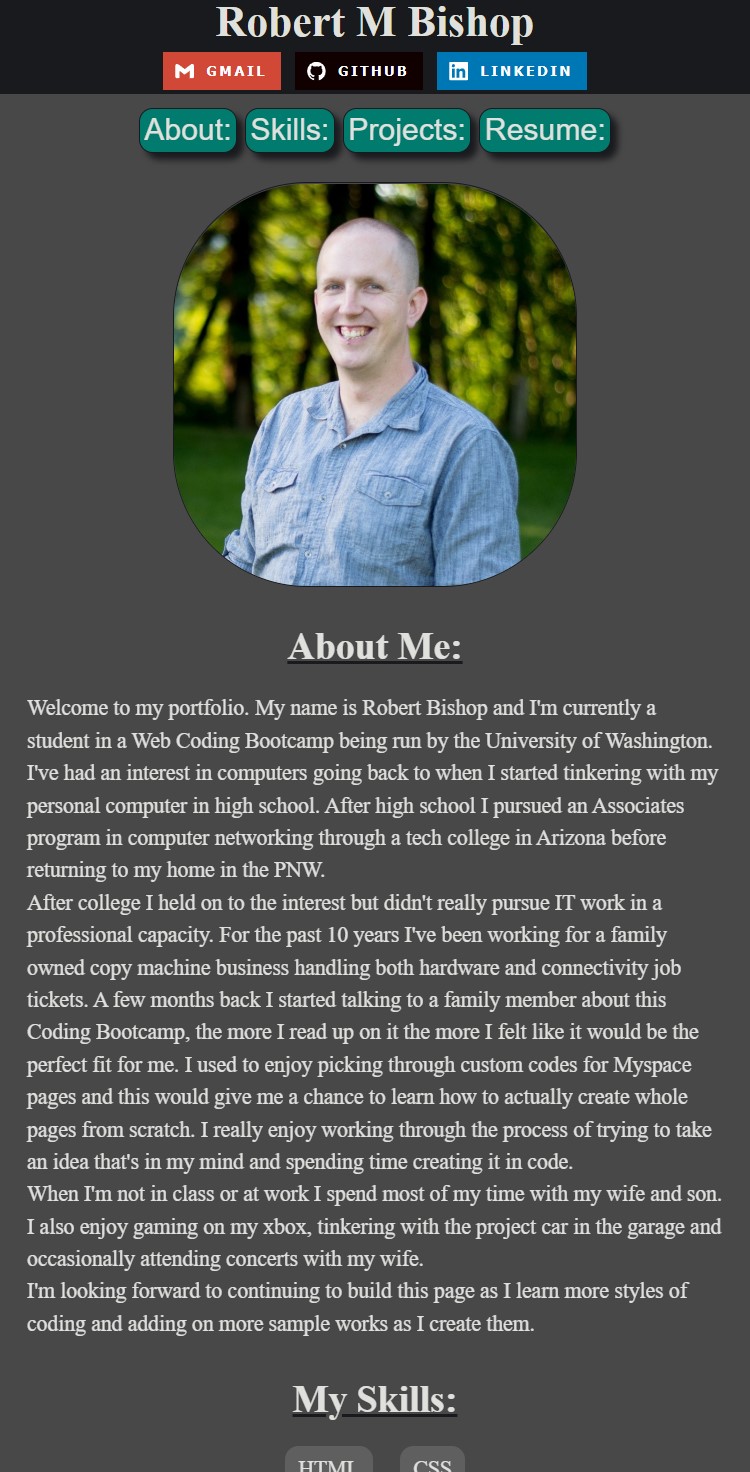 Robert M Bishop
GMAIL GITHUB LINKEDIN
About: Skills: Projects: Resume:
About Me:
Welcome to my portfolio. My name is Robert Bishop and I'm currently a
student in a Web Coding Bootcamp being run by the University of Washington.
I've had an interest in computers going back to when I started tinkering with my
personal computer in high school. After high school I pursued an Associates
program in computer networking through a tech college in Arizona before
returning to my home in the PNW.
After college I held on to the interest but didn't really pursue IT work in a
professional capacity. For the past 10 years I've been working for a family
owned copy machine business handling both hardware and connectivity job
tickets. A few months back I started talking to a family member about this
Coding Bootcamp, the more I read up on it the more I felt like it would be the
perfect fit for me. I used to enjoy picking through custom codes for Myspace
pages and this would give me a chance to learn how to actually create whole
pages from scratch. I really enjoy working through the process of trying to take
an idea that's in my mind and spending time creating it in code.
When I'm not in class or at work I spend most of my time with my wife and son.
I also enjoy gaming on my xbox, tinkering with the project car in the garage and
occasionally attending concerts with my wife.
I'm looking forward to continuing to build this page as I learn more styles of
coding and adding on more sample works as I create them.
My Skills:
HTML CSS